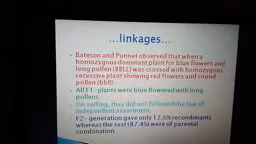 ...linkages...
• Bateson and Punnet observed that when a
homozygous dominant plant for blue flowers and
long pollen (BBLL) was crossed with homozygous
recessive plant showing red flowers and round
pollen (bbll).
• All F1- plants were blue flowered with long
pollens.
• On selfing, they did not followed the law of
independent assortment.
F2- generation gave only 12.6% recombinants
whereas the rest (87.4%) were of parental
combination.